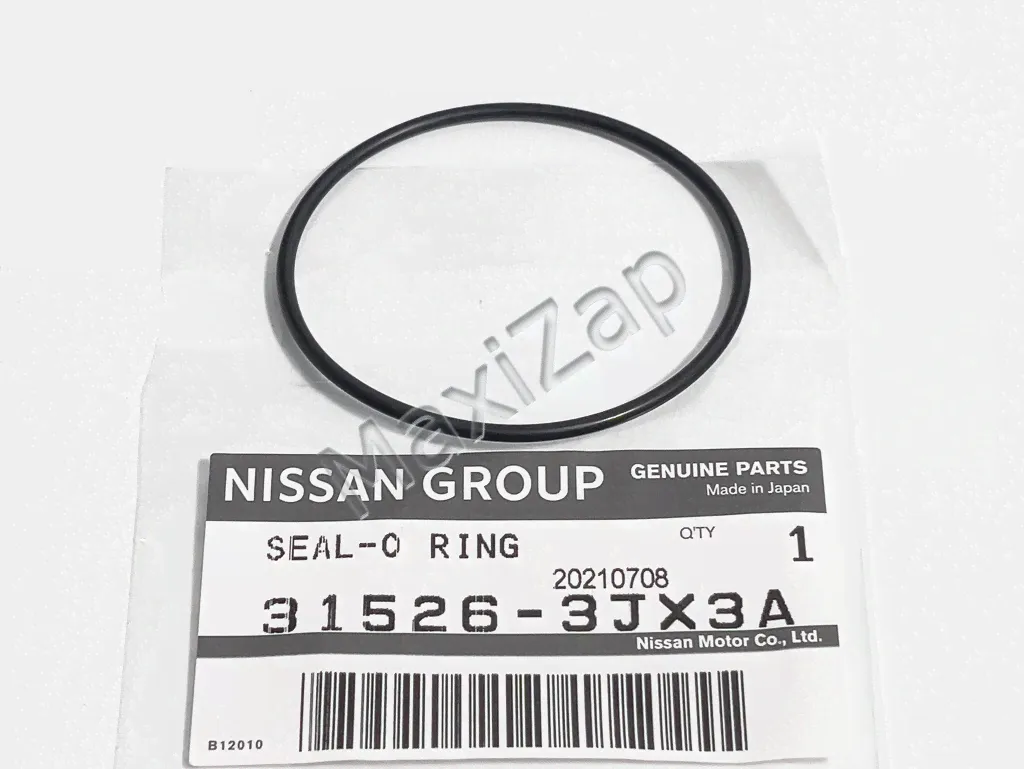 MaxiZap
NISSAN GROUP
GENUINE PARTS
Made in Japan
SEAL-O RING
Q'TY
1
20210708
31526-3JX3A
Nissan Motor Co., Ltd.
B12010